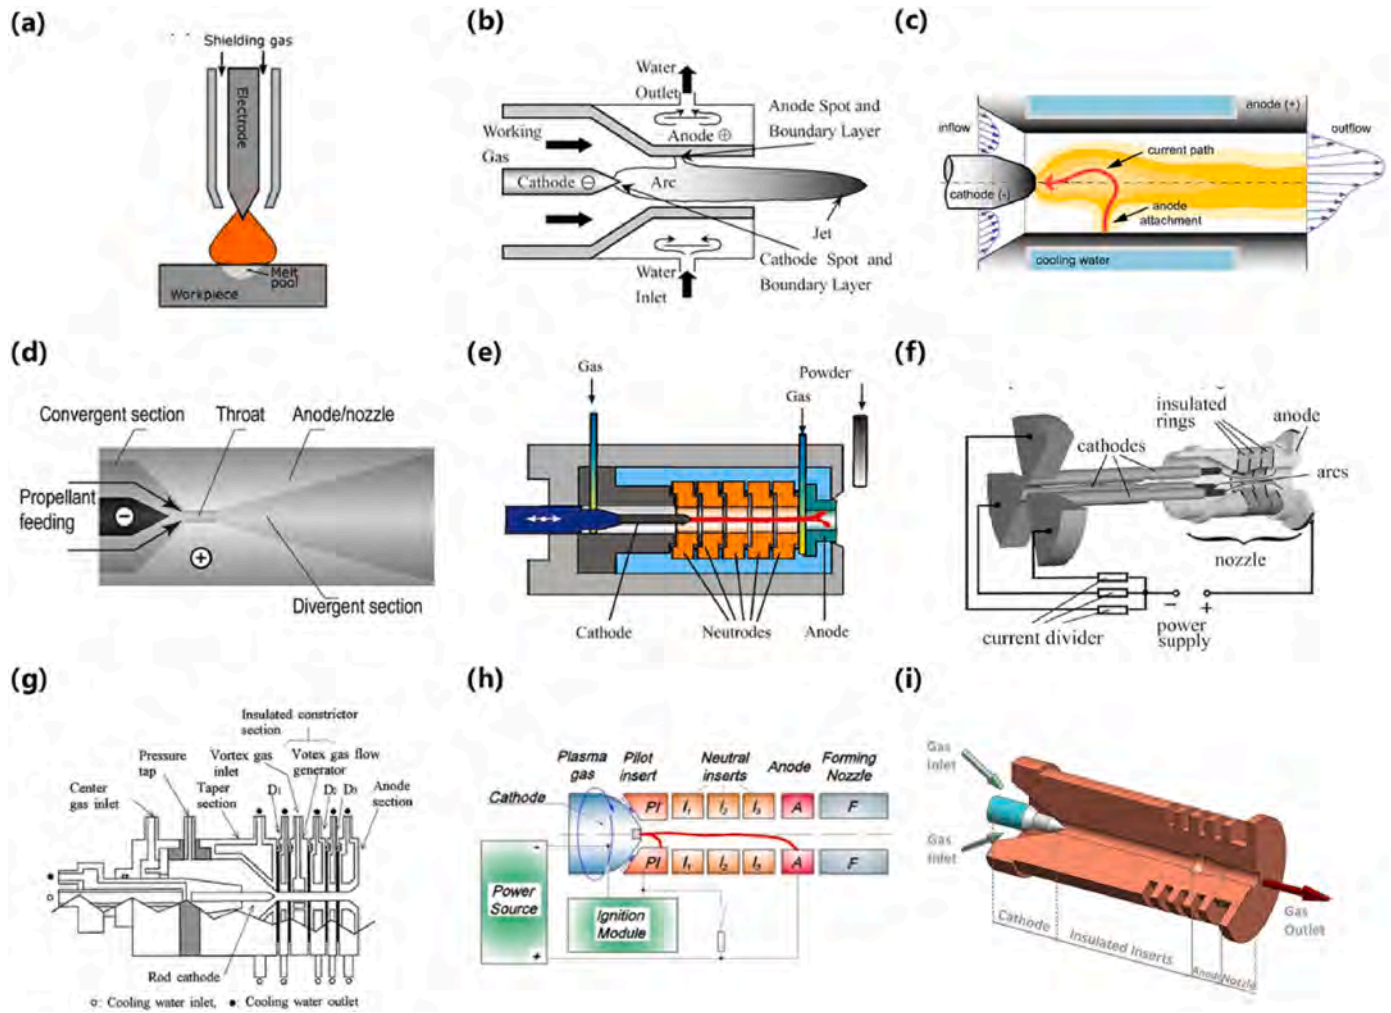 (a)
Shielding gas
Electrode
Melt
pool
Workpiece
(b)
Water
Outlet
Anode Spot and
Boundary Layer
Working
Gas
Anode ⊕
Cathode ⊖
Arc
Jet
Cathode Spot and
Boundary Layer
Water
Inlet
(c)
anode (+)
inflow
outflow
current path
cathode (-)
anode
attachment
cooling water
(d)
Convergent section
Throat
Anode/nozzle
Propellant
feeding
−
+
Divergent section
(e)
Gas
Powder
Gas
Cathode
Neutrodes
Anode
(f)
insulated
rings
anode
cathodes
arcs
nozzle
current divider
− +
power
supply
(g)
Insulated constrictor
section
Pressure
tap
Vortex gas
inlet
Votex gas flow
generator
Center
gas inlet
Taper
section
D1
D2
D3
Anode
section
Rod cathode
o: Cooling water inlet, •: Cooling water outlet
(h)
Plasma
gas
Pilot
insert
Neutral
inserts
Anode
Forming
Nozzle
Cathode
PI I1 I2 I3 A F
PI I1 I2 I3 A F
-
Power
Source
+
Ignition
Module
(i)
Gas
Inlet
Gas
Inlet
Gas
Outlet
Cathode
Insulated Inserts
Anode
Nozzle